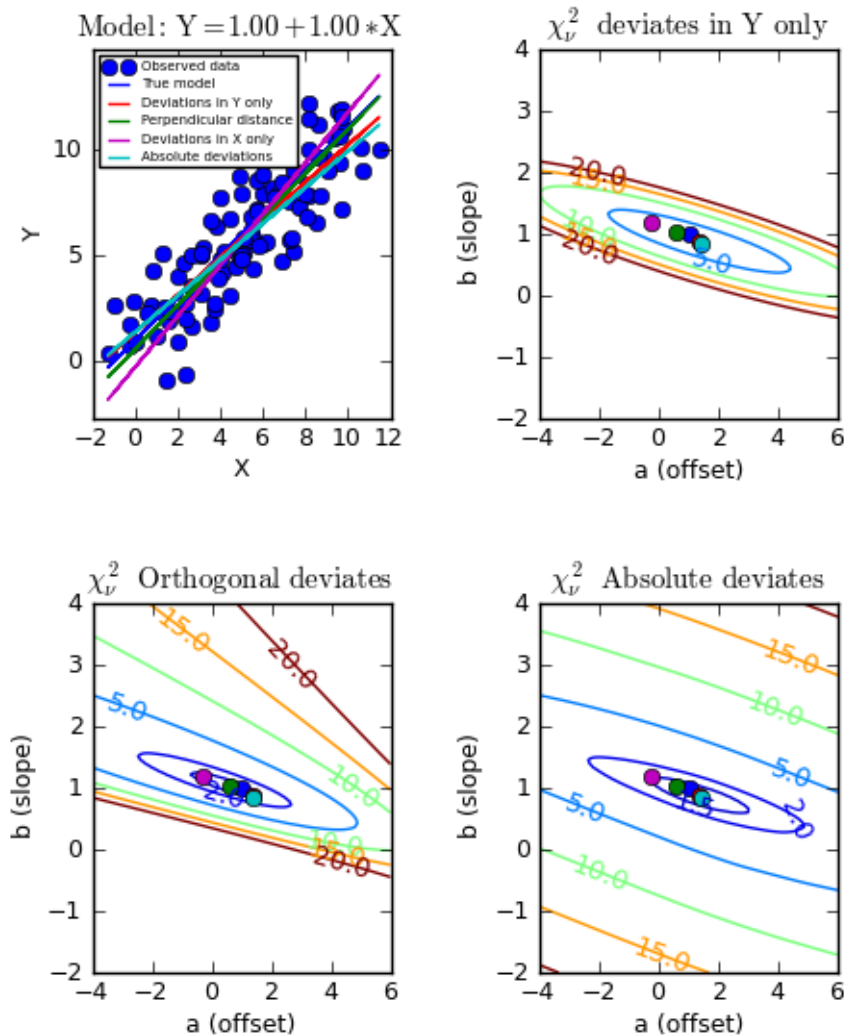 Model: Y = 1.00 + 1.00 ∗ X
Observed data
True model
Deviations in Y only
Perpendicular distance
Deviations in X only
Absolute deviations
10
5
0
Y
−2 0 2 4 6 8 10 12
X
χ²ν deviates in Y only
4
3
2
1
0
−1
−2
b (slope)
20.0
15.0
10.0
20.0
5.0
−4 −2 0 2 4 6
a (offset)
χ²ν Orthogonal deviates
4
3
2
1
0
−1
−2
b (slope)
15.0
20.0
5.0
10.0
2.0
10.0
15.0
20.0
−4 −2 0 2 4 6
a (offset)
χ²ν Absolute deviates
4
3
2
1
0
−1
−2
b (slope)
15.0
10.0
5.0
1.5
2.0
5.0
10.0
15.0
−4 −2 0 2 4 6
a (offset)